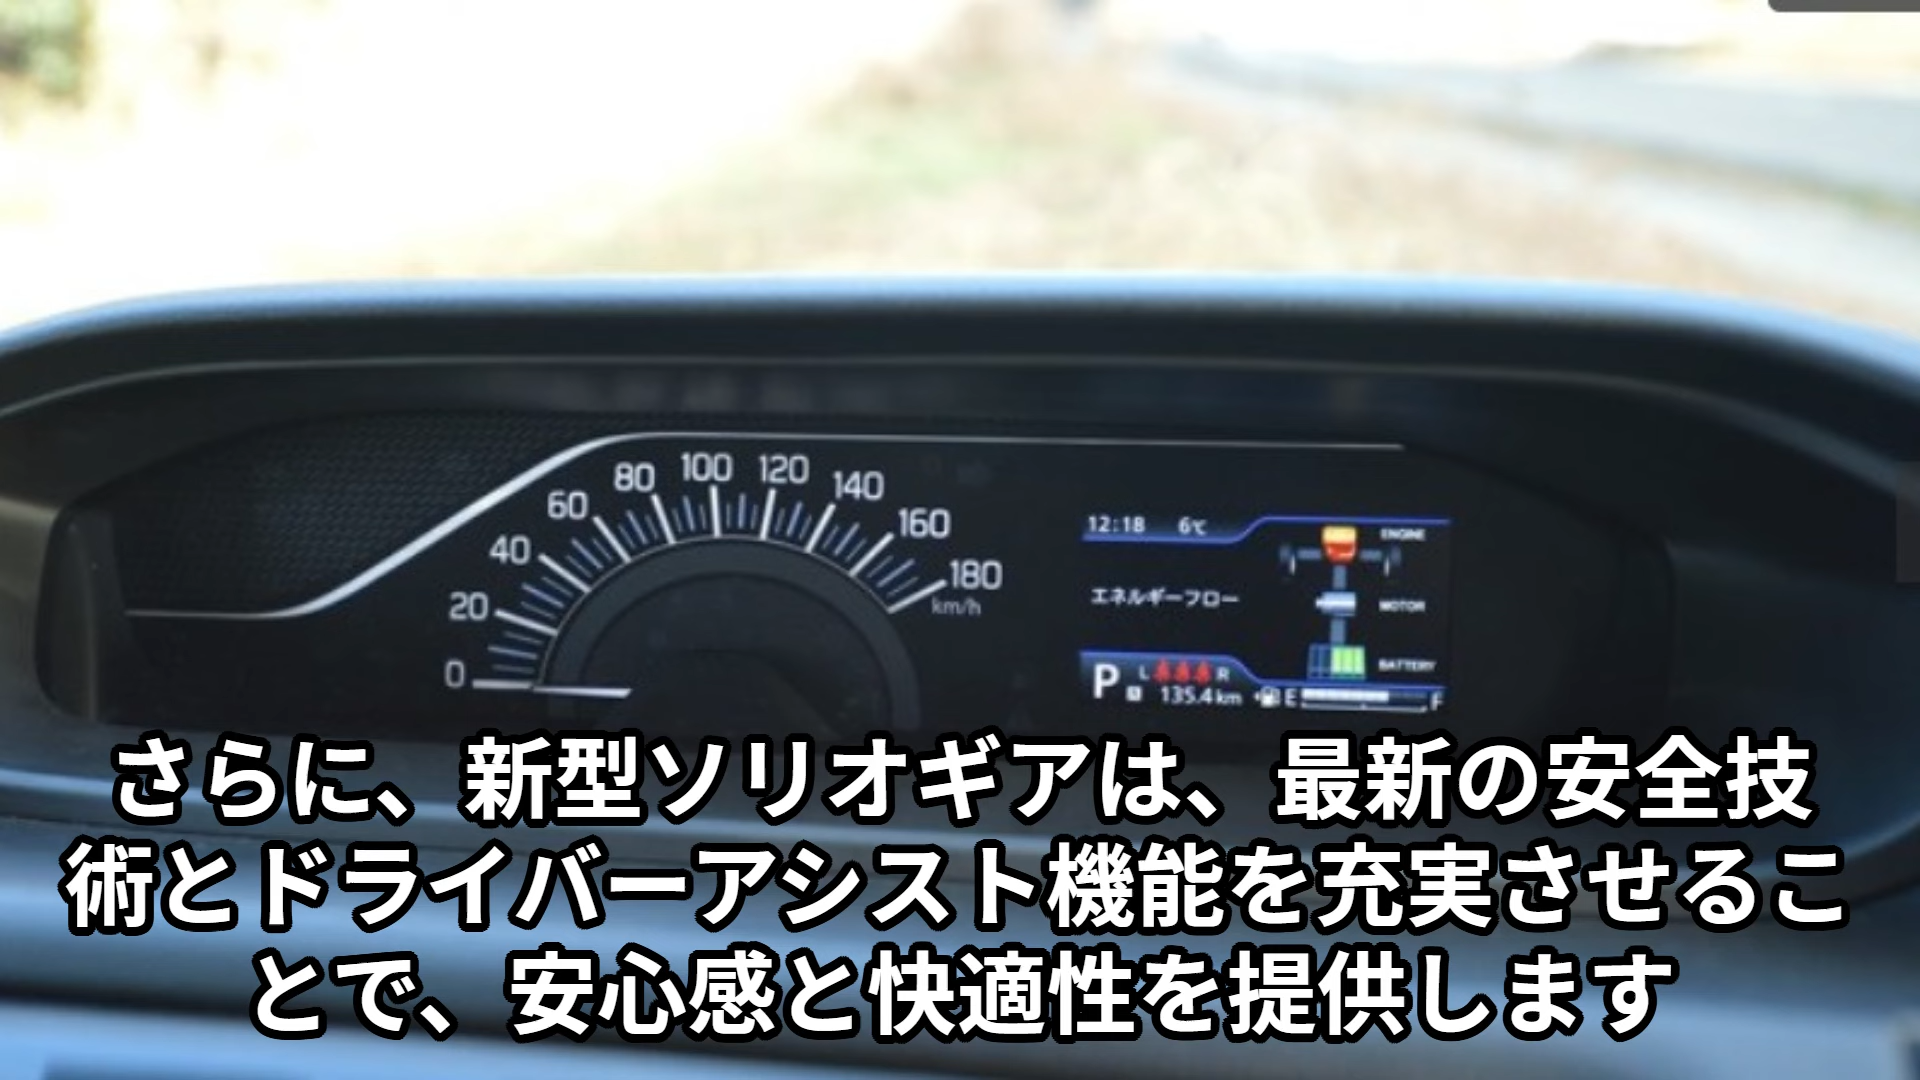 80 100 120
60 140
40 160
20 180
0 km/h
12:18 6℃
ENGINE
エネルギーフロー
MOTOR
BATTERY
P L R
135.4km E F
さらに、新型ソリオギアは、最新の安全技
術とドライバーアシスト機能を充実させるこ
とで、安心感と快適性を提供します